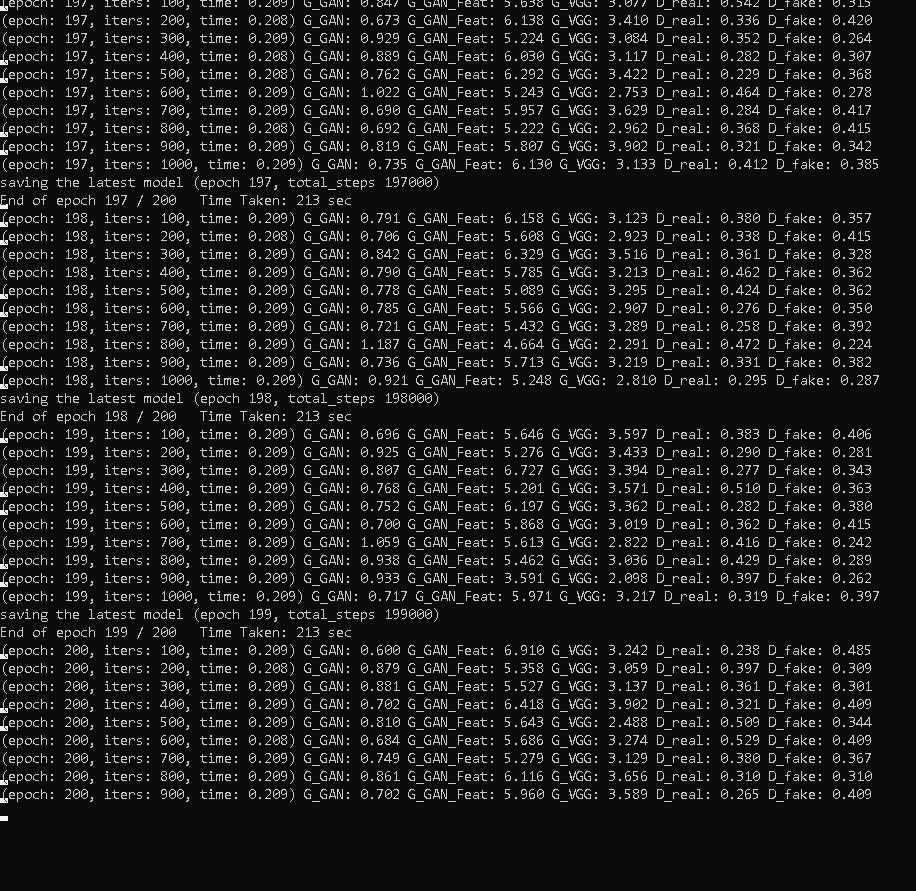 (epoch: 197, iters: 100, time: 0.209) G_GAN: 0.847 G_GAN_Feat: 5.638 G_VGG: 3.077 D_real: 0.542 D_fake: 0.315
(epoch: 197, iters: 200, time: 0.208) G_GAN: 0.673 G_GAN_Feat: 6.138 G_VGG: 3.410 D_real: 0.336 D_fake: 0.420
(epoch: 197, iters: 300, time: 0.209) G_GAN: 0.929 G_GAN_Feat: 5.224 G_VGG: 3.084 D_real: 0.352 D_fake: 0.264
(epoch: 197, iters: 400, time: 0.208) G_GAN: 0.889 G_GAN_Feat: 6.030 G_VGG: 3.117 D_real: 0.282 D_fake: 0.307
(epoch: 197, iters: 500, time: 0.208) G_GAN: 0.762 G_GAN_Feat: 6.292 G_VGG: 3.422 D_real: 0.229 D_fake: 0.368
(epoch: 197, iters: 600, time: 0.209) G_GAN: 1.022 G_GAN_Feat: 5.243 G_VGG: 2.753 D_real: 0.464 D_fake: 0.278
(epoch: 197, iters: 700, time: 0.209) G_GAN: 0.690 G_GAN_Feat: 5.957 G_VGG: 3.629 D_real: 0.284 D_fake: 0.417
(epoch: 197, iters: 800, time: 0.208) G_GAN: 0.692 G_GAN_Feat: 5.222 G_VGG: 2.962 D_real: 0.368 D_fake: 0.415
(epoch: 197, iters: 900, time: 0.209) G_GAN: 0.819 G_GAN_Feat: 5.807 G_VGG: 3.902 D_real: 0.321 D_fake: 0.342
(epoch: 197, iters: 1000, time: 0.209) G_GAN: 0.735 G_GAN_Feat: 6.130 G_VGG: 3.133 D_real: 0.412 D_fake: 0.385
saving the latest model (epoch 197, total_steps 197000)
End of epoch 197 / 200   Time Taken: 213 sec
(epoch: 198, iters: 100, time: 0.209) G_GAN: 0.791 G_GAN_Feat: 6.158 G_VGG: 3.123 D_real: 0.380 D_fake: 0.357
(epoch: 198, iters: 200, time: 0.208) G_GAN: 0.706 G_GAN_Feat: 5.608 G_VGG: 2.923 D_real: 0.338 D_fake: 0.415
(epoch: 198, iters: 300, time: 0.209) G_GAN: 0.842 G_GAN_Feat: 6.329 G_VGG: 3.516 D_real: 0.361 D_fake: 0.328
(epoch: 198, iters: 400, time: 0.209) G_GAN: 0.790 G_GAN_Feat: 5.785 G_VGG: 3.213 D_real: 0.462 D_fake: 0.362
(epoch: 198, iters: 500, time: 0.209) G_GAN: 0.778 G_GAN_Feat: 5.089 G_VGG: 3.295 D_real: 0.424 D_fake: 0.362
(epoch: 198, iters: 600, time: 0.209) G_GAN: 0.785 G_GAN_Feat: 5.566 G_VGG: 2.907 D_real: 0.276 D_fake: 0.350
(epoch: 198, iters: 700, time: 0.209) G_GAN: 0.721 G_GAN_Feat: 5.432 G_VGG: 3.289 D_real: 0.258 D_fake: 0.392
(epoch: 198, iters: 800, time: 0.209) G_GAN: 1.187 G_GAN_Feat: 4.664 G_VGG: 2.291 D_real: 0.472 D_fake: 0.224
(epoch: 198, iters: 900, time: 0.209) G_GAN: 0.736 G_GAN_Feat: 5.713 G_VGG: 3.219 D_real: 0.331 D_fake: 0.382
(epoch: 198, iters: 1000, time: 0.209) G_GAN: 0.921 G_GAN_Feat: 5.248 G_VGG: 2.810 D_real: 0.295 D_fake: 0.287
saving the latest model (epoch 198, total_steps 198000)
End of epoch 198 / 200   Time Taken: 213 sec
(epoch: 199, iters: 100, time: 0.209) G_GAN: 0.696 G_GAN_Feat: 5.646 G_VGG: 3.597 D_real: 0.383 D_fake: 0.406
(epoch: 199, iters: 200, time: 0.209) G_GAN: 0.925 G_GAN_Feat: 5.276 G_VGG: 3.433 D_real: 0.290 D_fake: 0.281
(epoch: 199, iters: 300, time: 0.209) G_GAN: 0.807 G_GAN_Feat: 6.727 G_VGG: 3.394 D_real: 0.277 D_fake: 0.343
(epoch: 199, iters: 400, time: 0.209) G_GAN: 0.768 G_GAN_Feat: 5.201 G_VGG: 3.571 D_real: 0.510 D_fake: 0.363
(epoch: 199, iters: 500, time: 0.209) G_GAN: 0.752 G_GAN_Feat: 6.197 G_VGG: 3.362 D_real: 0.282 D_fake: 0.380
(epoch: 199, iters: 600, time: 0.209) G_GAN: 0.700 G_GAN_Feat: 5.868 G_VGG: 3.019 D_real: 0.362 D_fake: 0.415
(epoch: 199, iters: 700, time: 0.209) G_GAN: 1.059 G_GAN_Feat: 5.613 G_VGG: 2.822 D_real: 0.416 D_fake: 0.242
(epoch: 199, iters: 800, time: 0.209) G_GAN: 0.938 G_GAN_Feat: 5.462 G_VGG: 3.036 D_real: 0.429 D_fake: 0.289
(epoch: 199, iters: 900, time: 0.209) G_GAN: 0.933 G_GAN_Feat: 3.591 G_VGG: 2.098 D_real: 0.397 D_fake: 0.262
(epoch: 199, iters: 1000, time: 0.209) G_GAN: 0.717 G_GAN_Feat: 5.971 G_VGG: 3.217 D_real: 0.319 D_fake: 0.397
saving the latest model (epoch 199, total_steps 199000)
End of epoch 199 / 200   Time Taken: 213 sec
(epoch: 200, iters: 100, time: 0.209) G_GAN: 0.600 G_GAN_Feat: 6.910 G_VGG: 3.242 D_real: 0.238 D_fake: 0.485
(epoch: 200, iters: 200, time: 0.208) G_GAN: 0.879 G_GAN_Feat: 5.358 G_VGG: 3.059 D_real: 0.397 D_fake: 0.309
(epoch: 200, iters: 300, time: 0.209) G_GAN: 0.881 G_GAN_Feat: 5.527 G_VGG: 3.137 D_real: 0.361 D_fake: 0.301
(epoch: 200, iters: 400, time: 0.209) G_GAN: 0.702 G_GAN_Feat: 6.418 G_VGG: 3.902 D_real: 0.321 D_fake: 0.409
(epoch: 200, iters: 500, time: 0.209) G_GAN: 0.810 G_GAN_Feat: 5.643 G_VGG: 2.488 D_real: 0.509 D_fake: 0.344
(epoch: 200, iters: 600, time: 0.208) G_GAN: 0.684 G_GAN_Feat: 5.686 G_VGG: 3.274 D_real: 0.529 D_fake: 0.409
(epoch: 200, iters: 700, time: 0.209) G_GAN: 0.749 G_GAN_Feat: 5.279 G_VGG: 3.129 D_real: 0.380 D_fake: 0.367
(epoch: 200, iters: 800, time: 0.209) G_GAN: 0.861 G_GAN_Feat: 6.116 G_VGG: 3.656 D_real: 0.310 D_fake: 0.310
(epoch: 200, iters: 900, time: 0.209) G_GAN: 0.702 G_GAN_Feat: 5.960 G_VGG: 3.589 D_real: 0.265 D_fake: 0.409